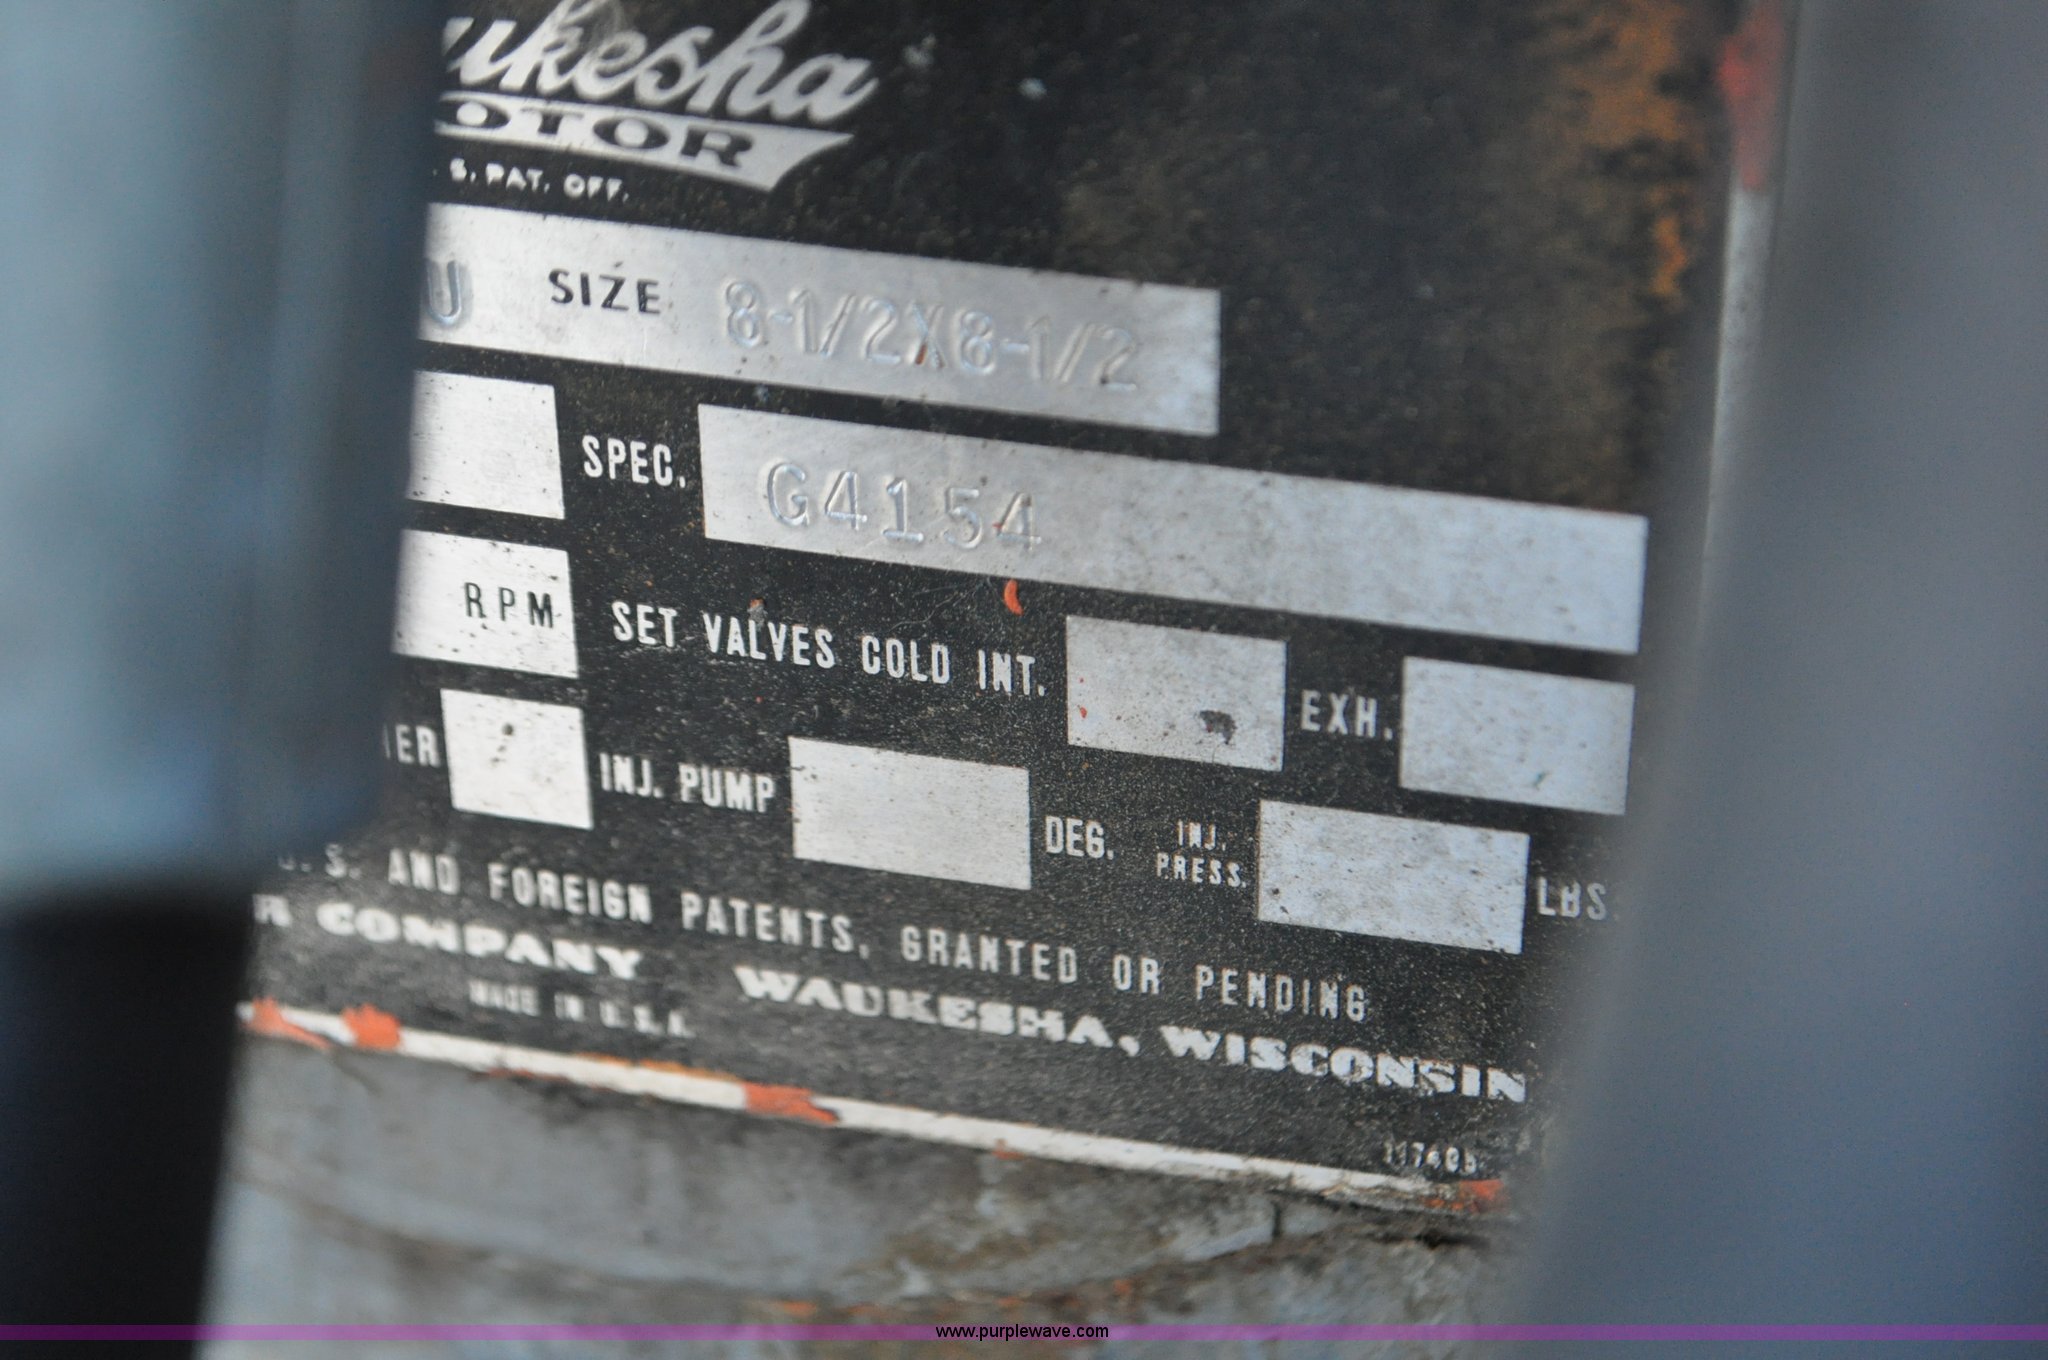 ukesha
OTOR
S. PAT. OFF.
U SIZE 8-1/2X8-1/2
SPEC. G4154
RPM SET VALVES COLD INT. EXH.
IER INJ. PUMP DEG. INJ. PRESS. LBS.
U.S. AND FOREIGN PATENTS, GRANTED OR PENDING
R COMPANY WAUKESHA, WISCONSIN
MADE IN U.S.A.
www.purplewave.com